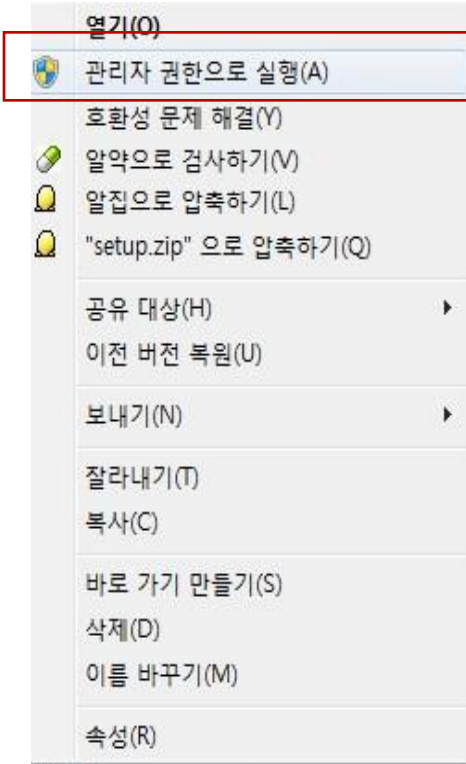 열기(O)
관리자 권한으로 실행(A)
호환성 문제 해결(Y)
알약으로 검사하기(V)
알집으로 압축하기(L)
"setup.zip" 으로 압축하기(Q)
공유 대상(H)
이전 버전 복원(U)
보내기(N)
잘라내기(T)
복사(C)
바로 가기 만들기(S)
삭제(D)
이름 바꾸기(M)
속성(R)